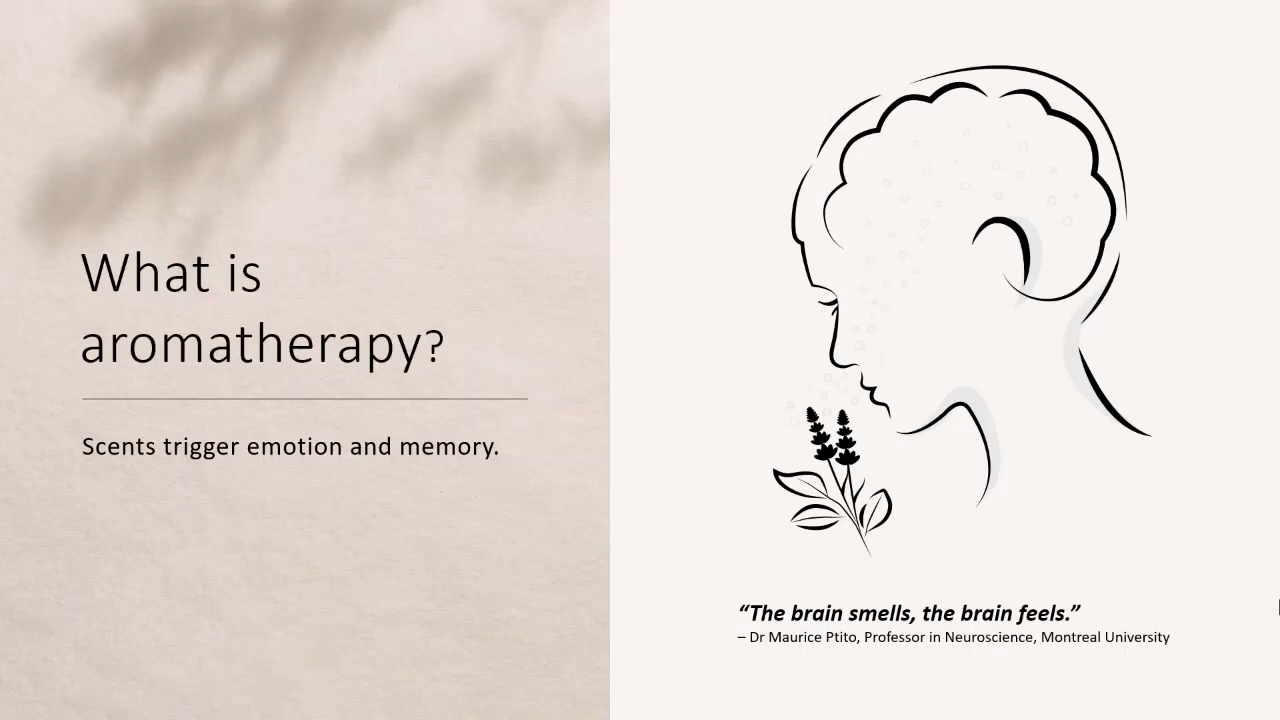 What is
aromatherapy?
Scents trigger emotion and memory.
“The brain smells, the brain feels.”
– Dr Maurice Ptito, Professor in Neuroscience, Montreal University